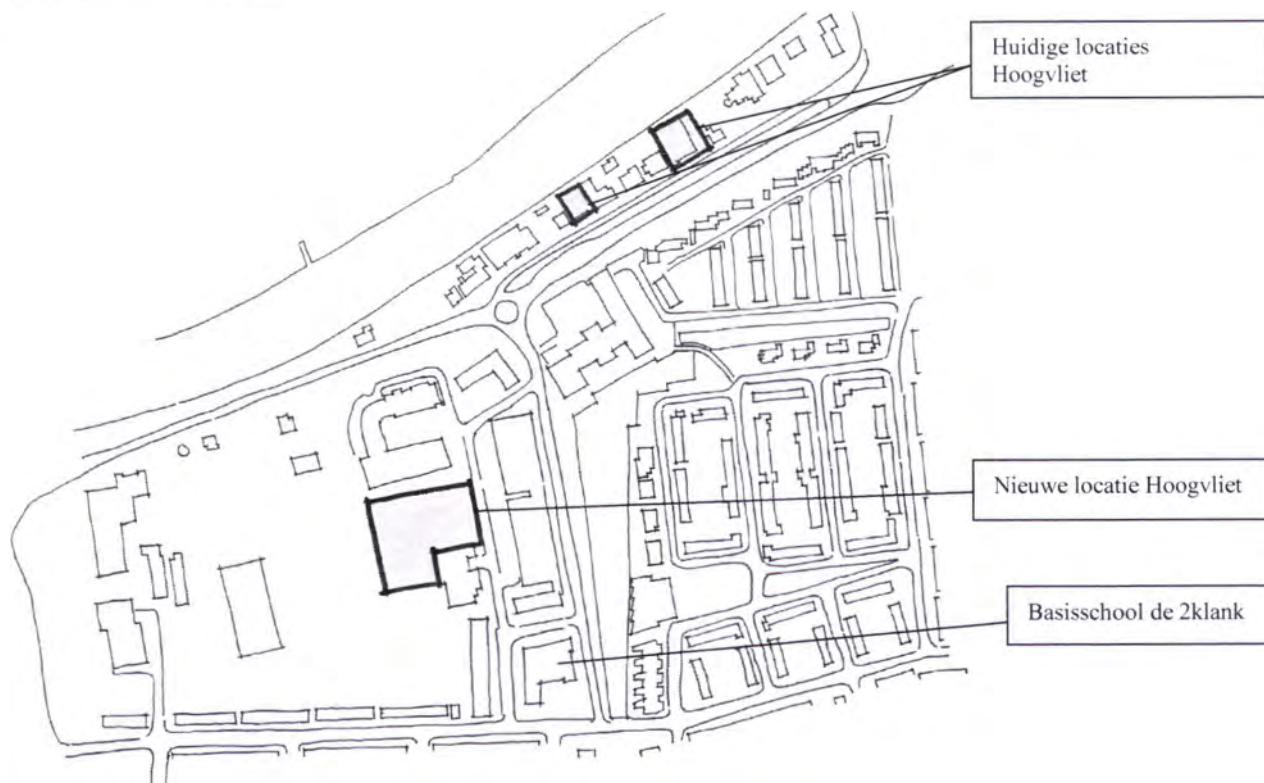 Huidige locaties
Hoogvliet
Nieuwe locatie Hoogvliet
Basisschool de 2klank